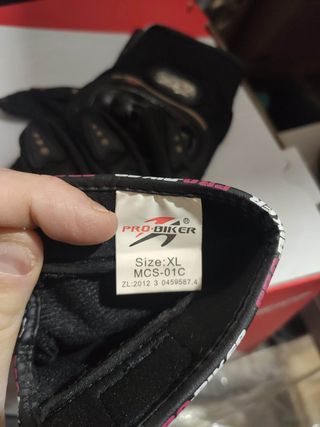 PRO-BIKER®
Size:XL
MCS-01C
ZL:2012 3 0459587.4